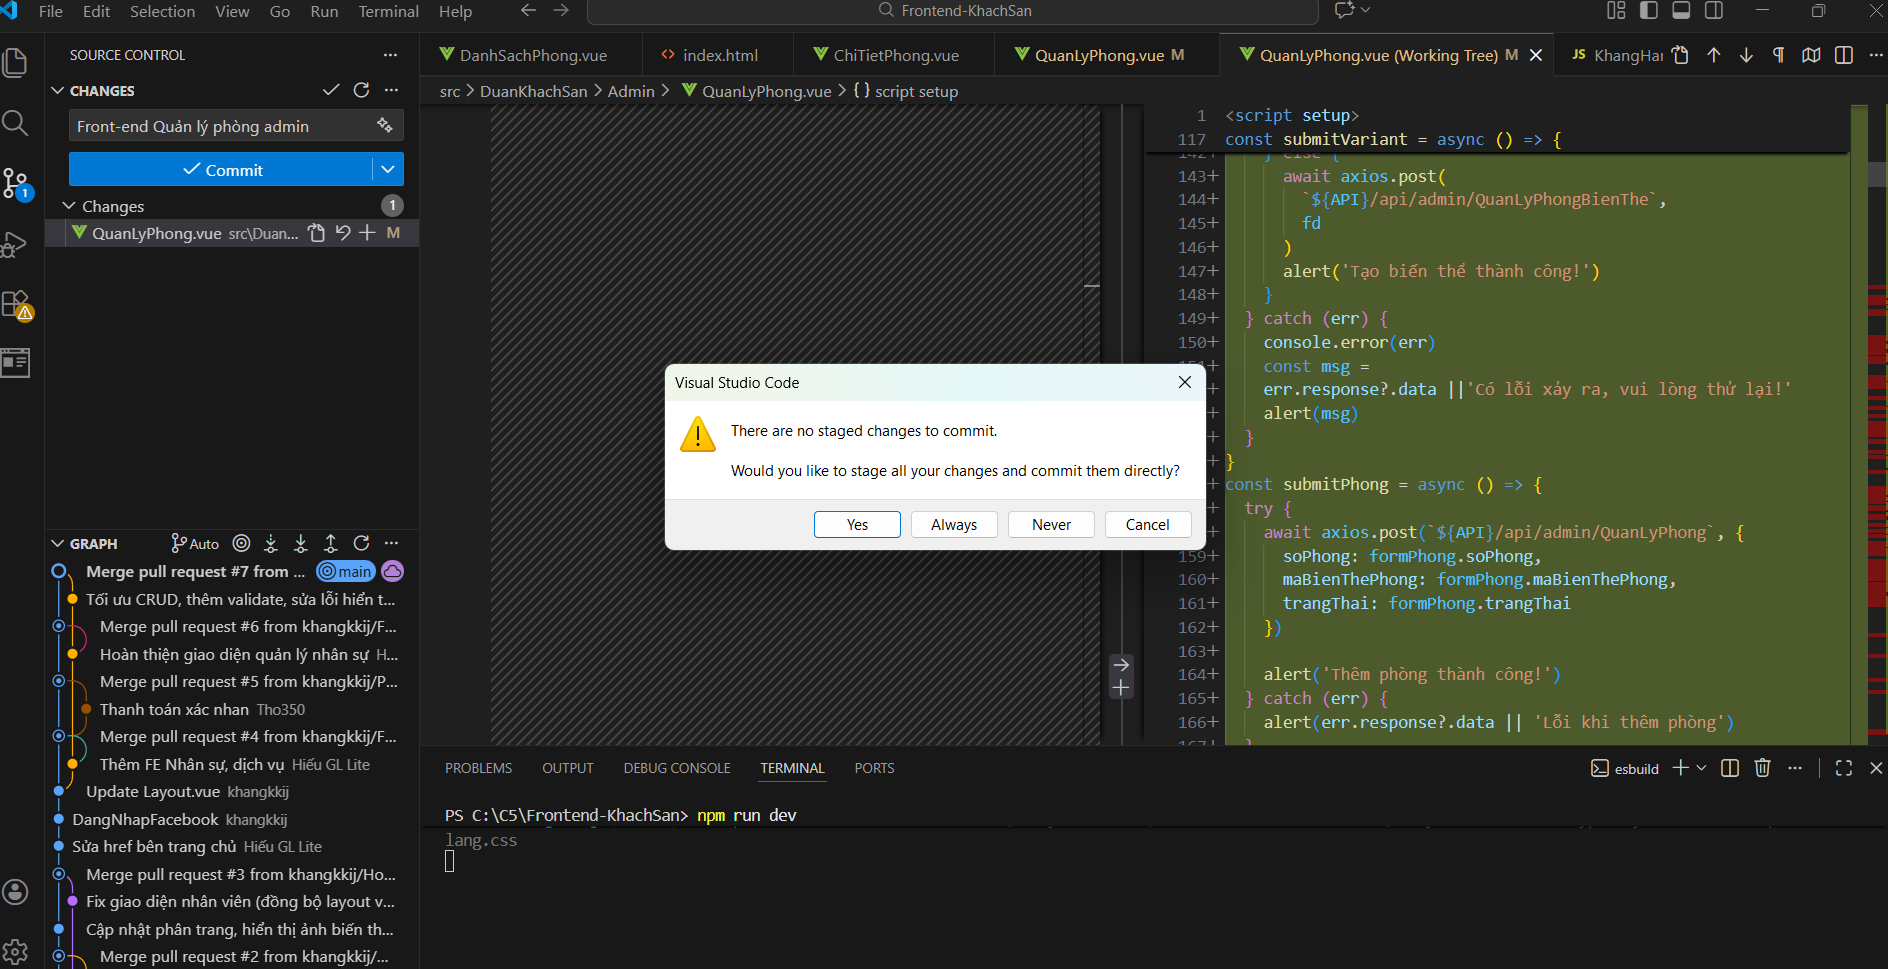 File Edit Selection View Go Run Terminal Help
Frontend-KhachSan
SOURCE CONTROL
CHANGES
Front-end Quản lý phòng admin
Commit
Changes 1
QuanLyPhong.vue src\Duan... M
1
GRAPH Auto
Merge pull request #7 from ... main
Tối ưu CRUD, thêm validate, sửa lỗi hiển t...
Merge pull request #6 from khangkkij/F...
Hoàn thiện giao diện quản lý nhân sự H...
Merge pull request #5 from khangkkij/P...
Thanh toán xác nhan Tho350
Merge pull request #4 from khangkkij/F...
Thêm FE Nhân sự, dịch vụ Hiếu GL Lite
Update Layout.vue khangkkij
DangNhapFacebook khangkkij
Sửa href bên trang chủ Hiếu GL Lite
Merge pull request #3 from khangkkij/Ho...
Fix giao diện nhân viên (đồng bộ layout v...
Cập nhật phân trang, hiển thị ảnh biến th...
Merge pull request #2 from khangkkij/...
DanhSachPhong.vue index.html ChiTietPhong.vue QuanLyPhong.vue M QuanLyPhong.vue (Working Tree) M JS KhangHar
src > DuanKhachSan > Admin > QuanLyPhong.vue > {} script setup
1 <script setup>
117 const submitVariant = async () => {
142+ } else {
143+ await axios.post(
144+ `${API}/api/admin/QuanLyPhongBienThe`,
145+ fd
146+ )
147+ alert('Tạo biến thể thành công!')
148+ }
149+ } catch (err) {
150+ console.error(err)
151+ const msg =
+ err.response?.data ||'Có lỗi xảy ra, vui lòng thử lại!'
+ alert(msg)
+ }
+ }
+ const submitPhong = async () => {
+ try {
+ await axios.post(`${API}/api/admin/QuanLyPhong`, {
159+ soPhong: formPhong.soPhong,
160+ maBienThePhong: formPhong.maBienThePhong,
161+ trangThai: formPhong.trangThai
162+ })
163+
164+ alert('Thêm phòng thành công!')
165+ } catch (err) {
166+ alert(err.response?.data || 'Lỗi khi thêm phòng')
167+ }
Visual Studio Code
There are no staged changes to commit.
Would you like to stage all your changes and commit them directly?
Yes Always Never Cancel
PROBLEMS OUTPUT DEBUG CONSOLE TERMINAL PORTS
esbuild
PS C:\C5\Frontend-KhachSan> npm run dev
lang.css